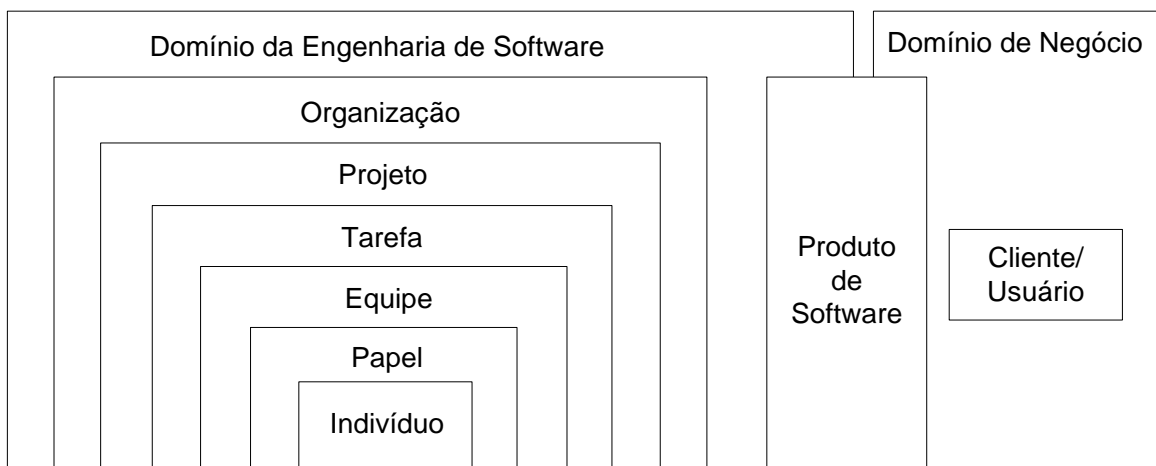 Domínio da Engenharia de Software
Domínio de Negócio
Organização
Projeto
Tarefa
Equipe
Papel
Indivíduo
Produto
de
Software
Cliente/
Usuário